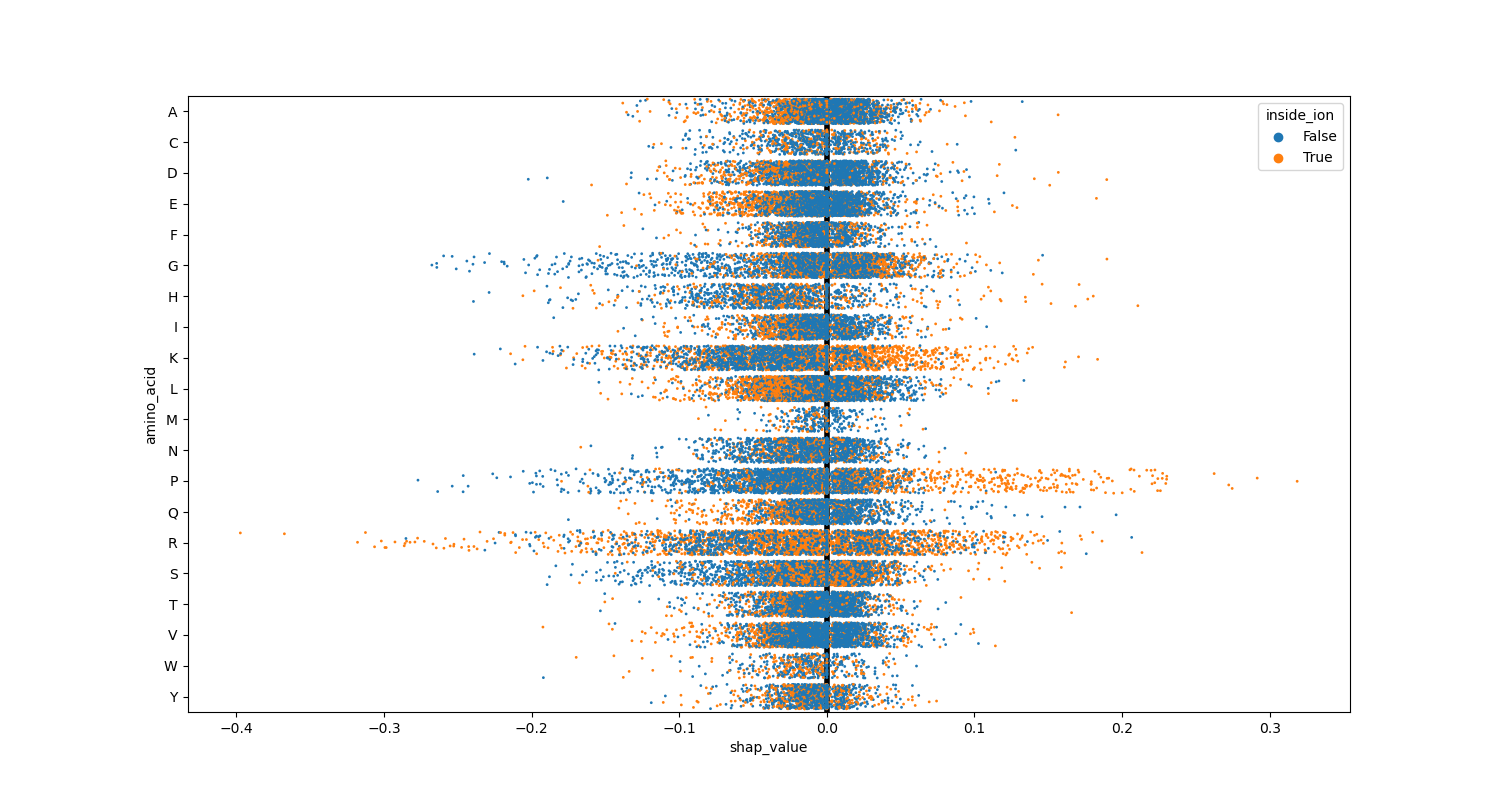 inside_ion
False
True
amino_acid
A
C
D
E
F
G
H
I
K
L
M
N
P
Q
R
S
T
V
W
Y
−0.4 −0.3 −0.2 −0.1 0.0 0.1 0.2 0.3
shap_value